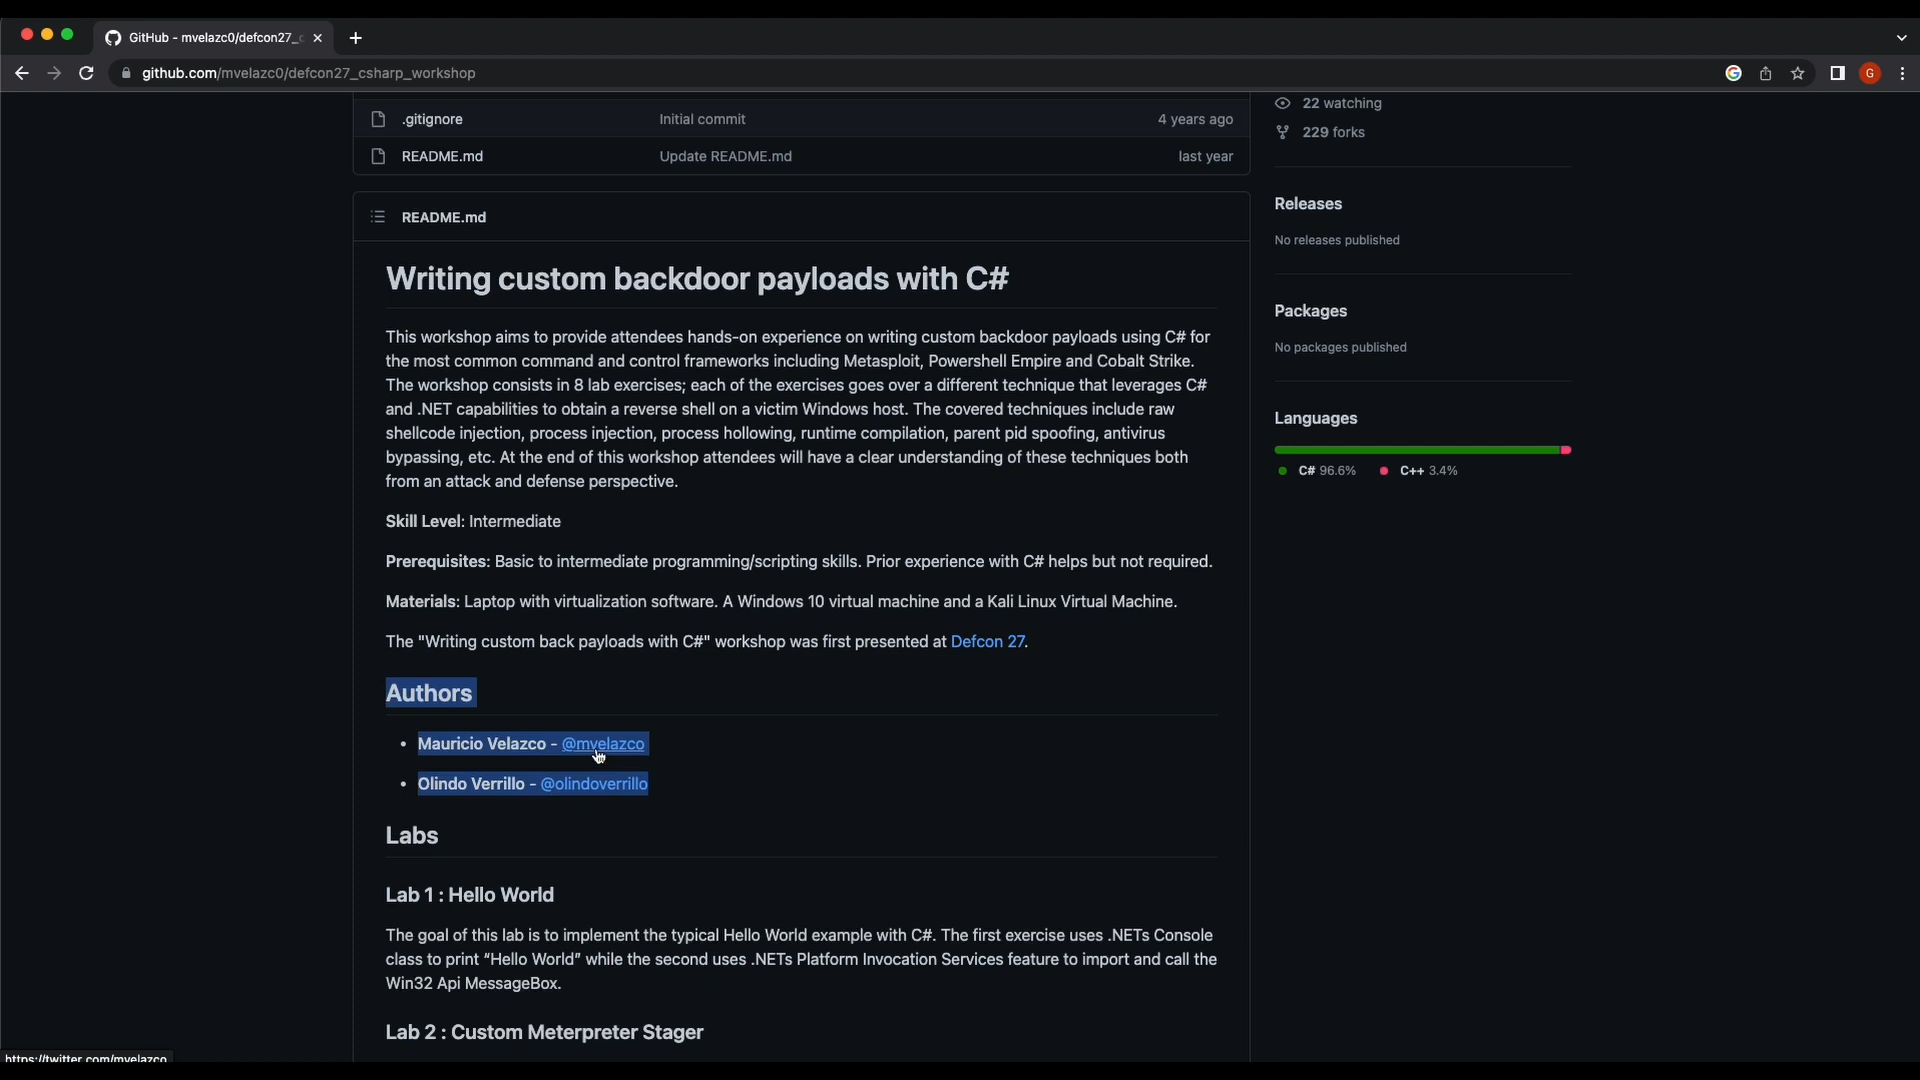 GitHub - mvelazc0/defcon27_c
github.com/mvelazc0/defcon27_csharp_workshop
G
22 watching
.gitignore Initial commit 4 years ago
229 forks
README.md Update README.md last year
README.md
Releases
No releases published
Writing custom backdoor payloads with C#
Packages
No packages published
This workshop aims to provide attendees hands-on experience on writing custom backdoor payloads using C# for
the most common command and control frameworks including Metasploit, Powershell Empire and Cobalt Strike.
The workshop consists in 8 lab exercises; each of the exercises goes over a different technique that leverages C#
and .NET capabilities to obtain a reverse shell on a victim Windows host. The covered techniques include raw
shellcode injection, process injection, process hollowing, runtime compilation, parent pid spoofing, antivirus
bypassing, etc. At the end of this workshop attendees will have a clear understanding of these techniques both
from an attack and defense perspective.
Languages
C# 96.6% C++ 3.4%
Skill Level: Intermediate
Prerequisites: Basic to intermediate programming/scripting skills. Prior experience with C# helps but not required.
Materials: Laptop with virtualization software. A Windows 10 virtual machine and a Kali Linux Virtual Machine.
The "Writing custom back payloads with C#" workshop was first presented at Defcon 27.
Authors
• Mauricio Velazco - @mvelazco
• Olindo Verrillo - @olindoverrillo
Labs
Lab 1 : Hello World
The goal of this lab is to implement the typical Hello World example with C#. The first exercise uses .NETs Console
class to print “Hello World” while the second uses .NETs Platform Invocation Services feature to import and call the
Win32 Api MessageBox.
Lab 2 : Custom Meterpreter Stager
https://twitter.com/mvelazco